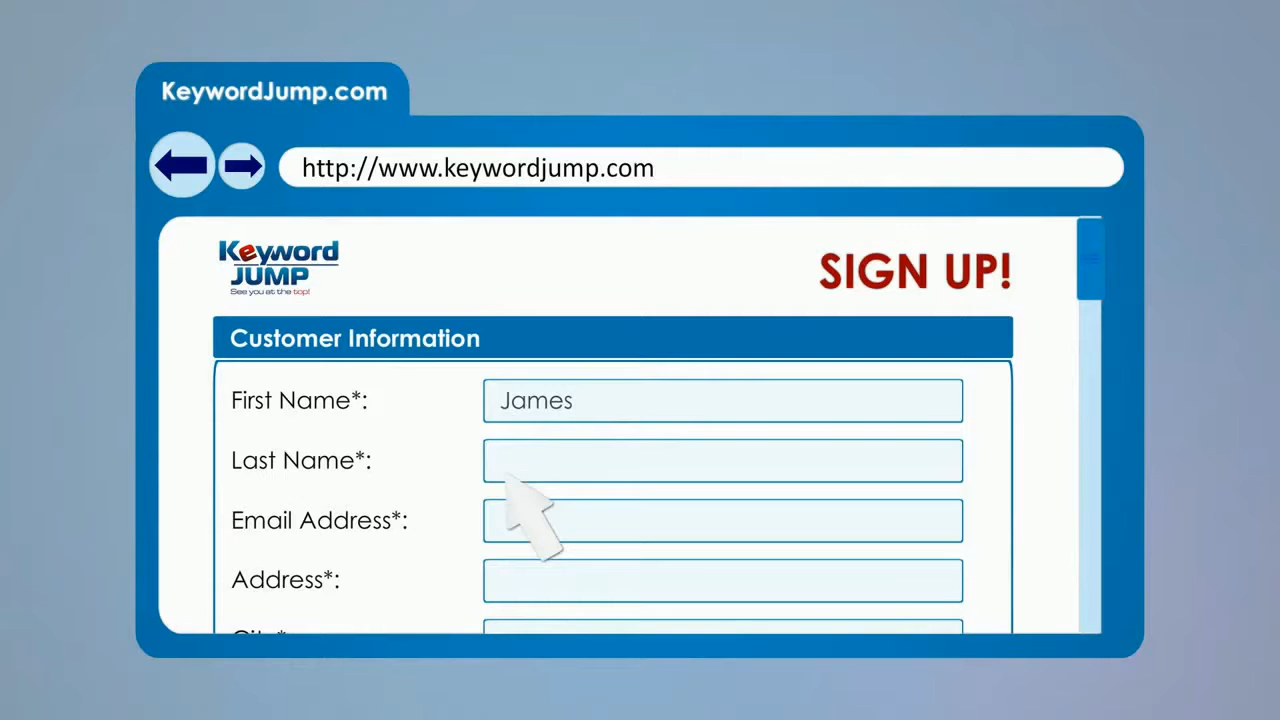 KeywordJump.com
http://www.keywordjump.com
Keyword
JUMP
See you at the top!
SIGN UP!
Customer Information
First Name*: James
Last Name*:
Email Address*:
Address*:
City*